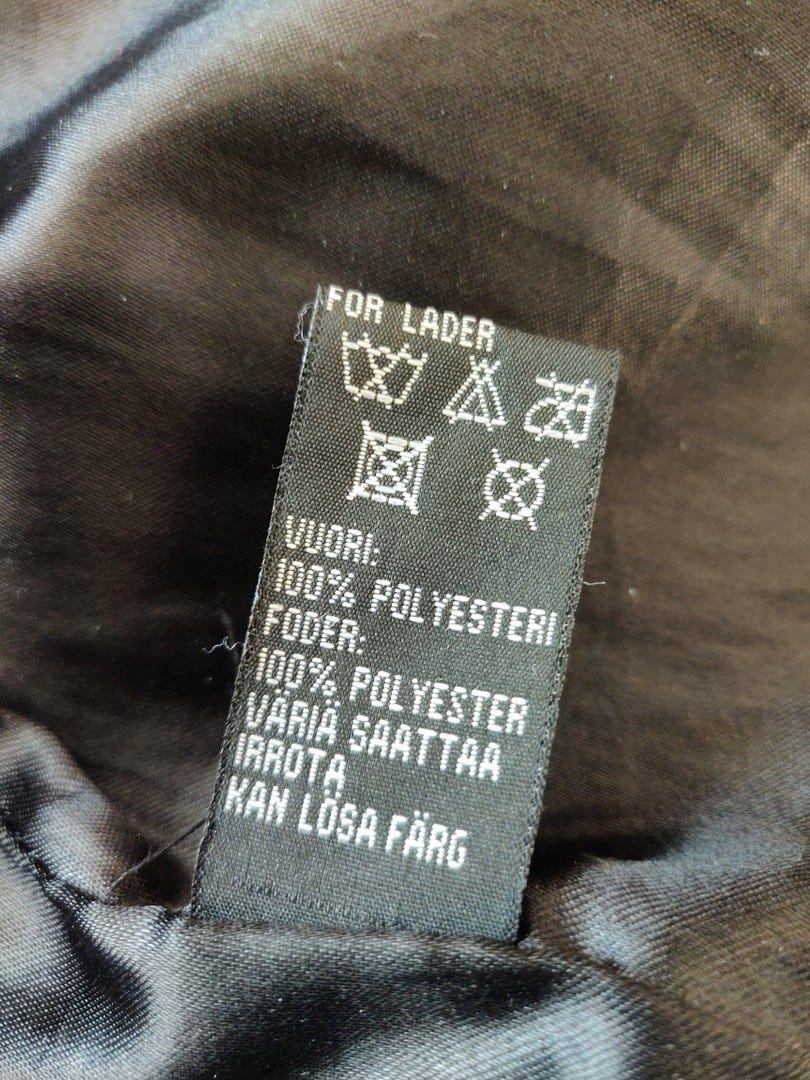 FOR LADER
VUORI:
100% POLYESTERI
FODER:
100% POLYESTER
VÄRIÄ SAATTAA
IRROTA
KAN LÖSA FÄRG